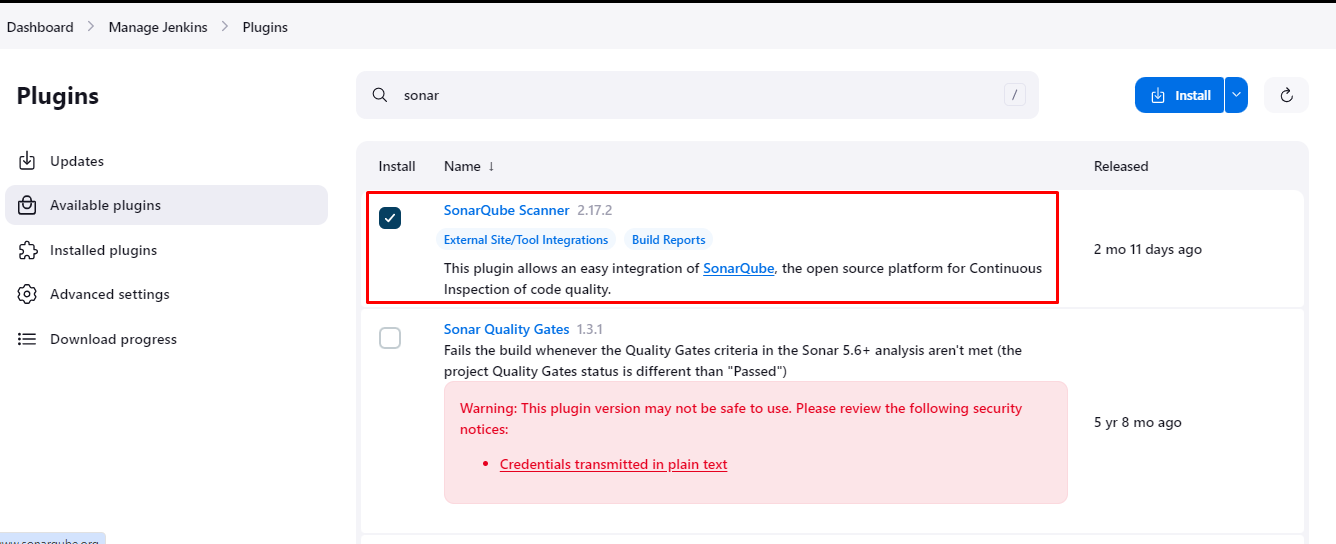 Dashboard > Manage Jenkins > Plugins
Plugins
sonar /
Install
Updates
Available plugins
Installed plugins
Advanced settings
Download progress
Install Name ↓ Released
SonarQube Scanner 2.17.2
External Site/Tool Integrations Build Reports
This plugin allows an easy integration of SonarQube, the open source platform for Continuous
Inspection of code quality.
2 mo 11 days ago
Sonar Quality Gates 1.3.1
Fails the build whenever the Quality Gates criteria in the Sonar 5.6+ analysis aren't met (the
project Quality Gates status is different than "Passed")
Warning: This plugin version may not be safe to use. Please review the following security
notices:
• Credentials transmitted in plain text
5 yr 8 mo ago